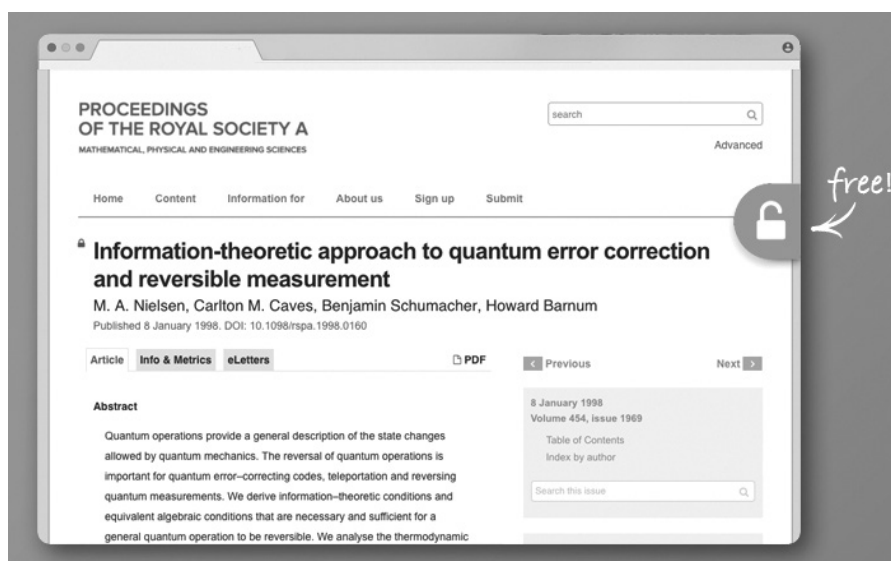 PROCEEDINGS
OF THE ROYAL SOCIETY A
MATHEMATICAL, PHYSICAL AND ENGINEERING SCIENCES
search
Advanced
Home Content Information for About us Sign up Submit
free!
Information-theoretic approach to quantum error correction
and reversible measurement
M. A. Nielsen, Carlton M. Caves, Benjamin Schumacher, Howard Barnum
Published 8 January 1998. DOI: 10.1098/rspa.1998.0160
Article Info & Metrics eLetters PDF
< Previous Next >
Abstract
Quantum operations provide a general description of the state changes
allowed by quantum mechanics. The reversal of quantum operations is
important for quantum error–correcting codes, teleportation and reversing
quantum measurements. We derive information–theoretic conditions and
equivalent algebraic conditions that are necessary and sufficient for a
general quantum operation to be reversible. We analyse the thermodynamic
8 January 1998
Volume 454, issue 1969
Table of Contents
Index by author
Search this issue